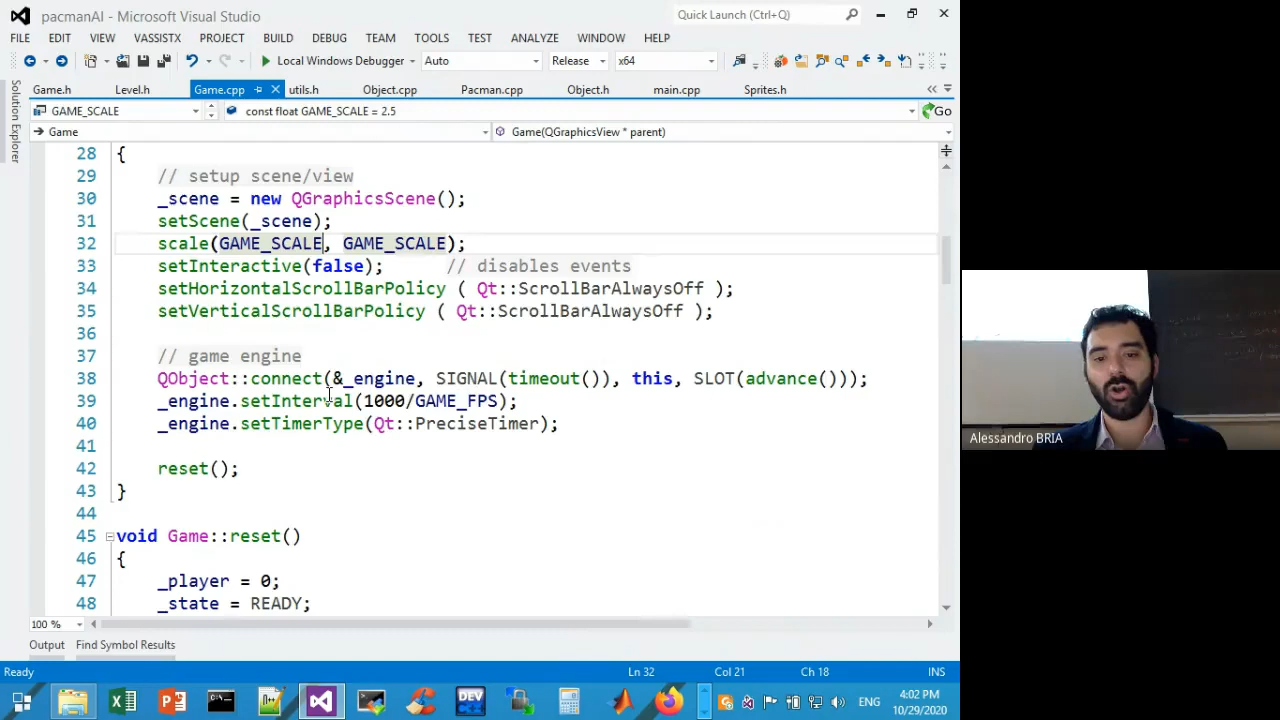 pacmanAI - Microsoft Visual Studio
Quick Launch (Ctrl+Q)
FILE EDIT VIEW VASSISTX PROJECT BUILD DEBUG TEAM TOOLS TEST ANALYZE WINDOW HELP
Local Windows Debugger Auto Release x64
Solution Explorer
Game.h Level.h Game.cpp utils.h Object.cpp Pacman.cpp Object.h main.cpp Sprites.h
GAME_SCALE const float GAME_SCALE = 2.5 Go
Game Game(QGraphicsView * parent)
28 {
29 // setup scene/view
30 _scene = new QGraphicsScene();
31 setScene(_scene);
32 scale(GAME_SCALE, GAME_SCALE);
33 setInteractive(false); // disables events
34 setHorizontalScrollBarPolicy ( Qt::ScrollBarAlwaysOff );
35 setVerticalScrollBarPolicy ( Qt::ScrollBarAlwaysOff );
36
37 // game engine
38 QObject::connect(&_engine, SIGNAL(timeout()), this, SLOT(advance()));
39 _engine.setInterval(1000/GAME_FPS);
40 _engine.setTimerType(Qt::PreciseTimer);
41
42 reset();
43 }
44
45 void Game::reset()
46 {
47 _player = 0;
48 _state = READY;
100 %
Output Find Symbol Results
Ready Ln 32 Col 21 Ch 18 INS
DEV
ENG
4:02 PM
10/29/2020
Alessandro BRIA